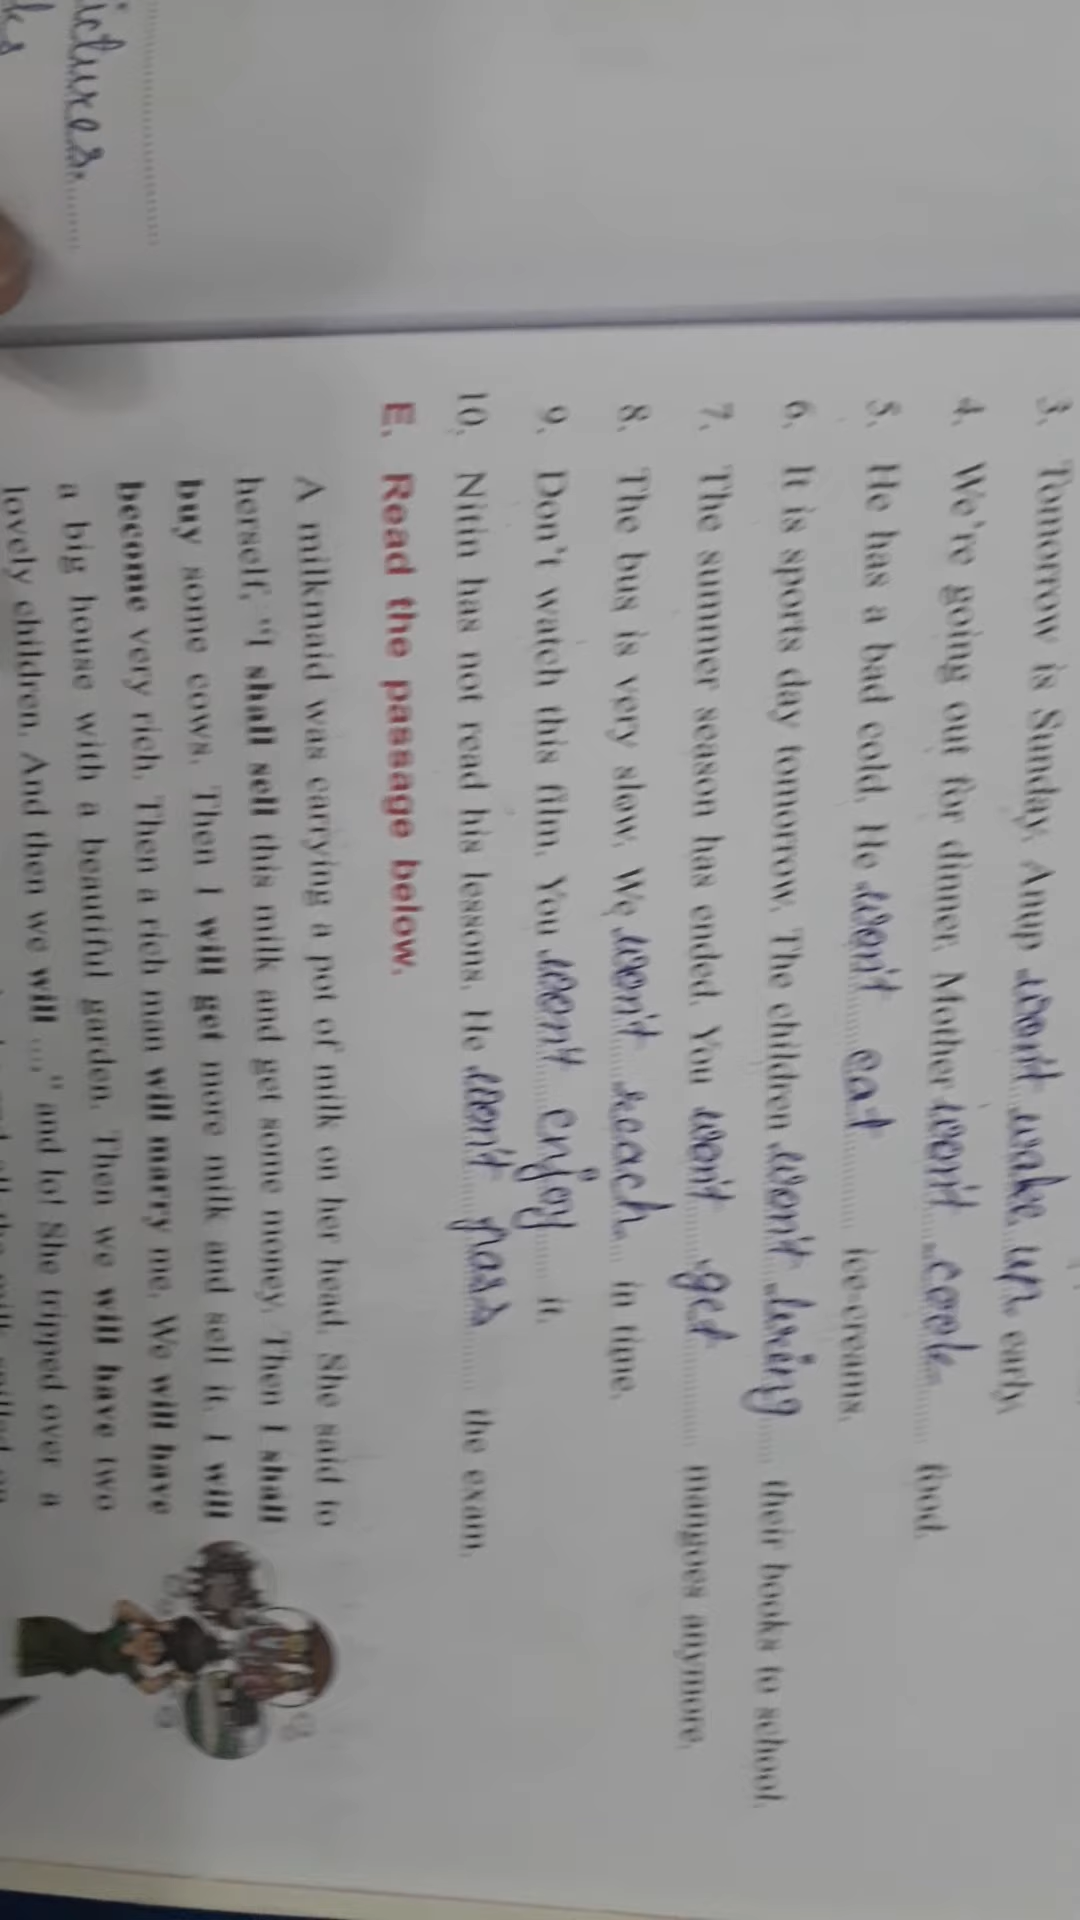 ictures
3. Tomorrow is Sunday. Anup won't wake up early.
4. We're going out for dinner. Mother won't cook food.
5. He has a bad cold. He won't eat ice-creams.
6. It is sports day tomorrow. The children won't bring their books to school.
7. The summer season has ended. You won't get mangoes anymore.
8. The bus is very slow. We won't reach in time.
9. Don't watch this film. You won't enjoy it.
10. Nitin has not read his lessons. He won't pass the exam.
E. Read the passage below.
A milkmaid was carrying a pot of milk on her head. She said to
herself, "I shall sell this milk and get some money. Then I shall
buy some cows. Then I will get more milk and sell it. I will
become very rich. Then a rich man will marry me. We will have
a big house with a beautiful garden. Then we will have two
lovely children. And then we will ..." and lo! She tripped over a